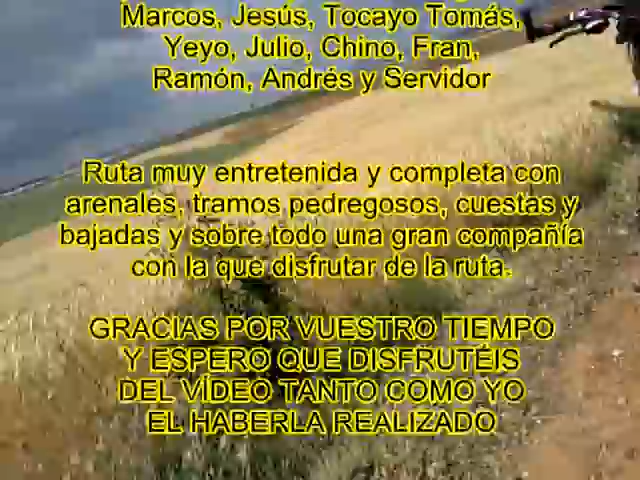 Marcos, Jesús, Tocayo Tomás,
Yeyo, Julio, Chino, Fran,
Ramón, Andrés y Servidor
Ruta muy entretenida y completa con
arenales, tramos pedregosos, cuestas y
bajadas y sobre todo una gran compañía
con la que disfrutar de la ruta.
GRACIAS POR VUESTRO TIEMPO
Y ESPERO QUE DISFRUTÉIS
DEL VÍDEO TANTO COMO YO
EL HABERLA REALIZADO